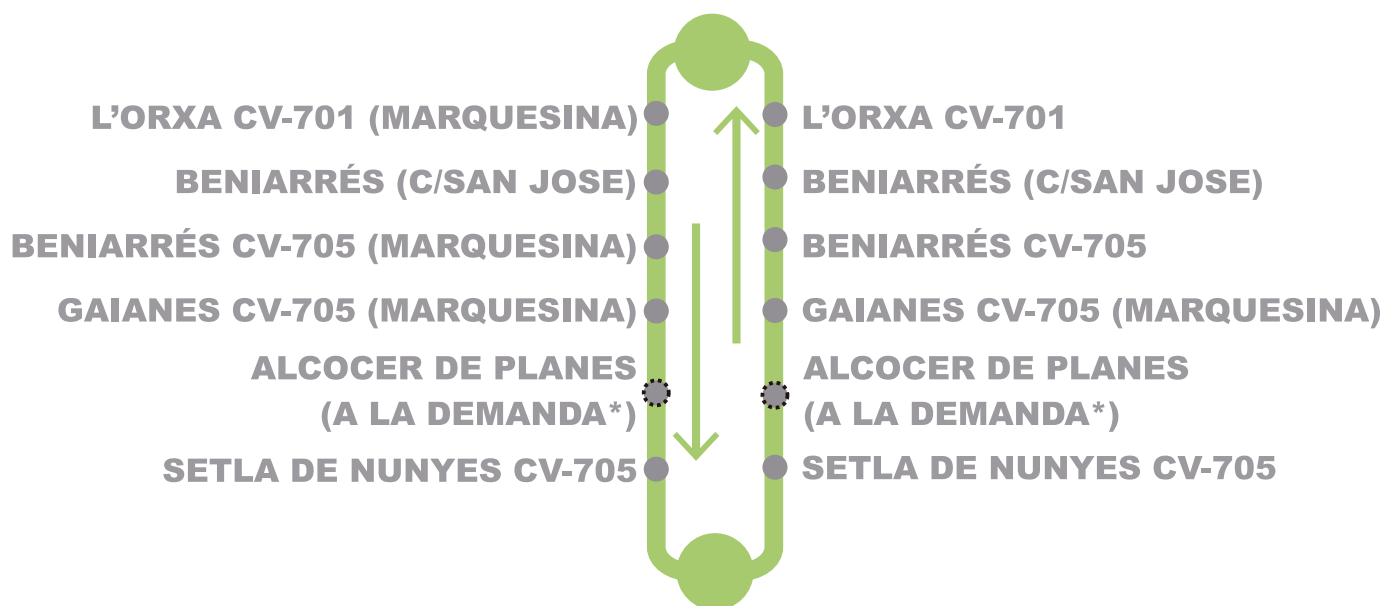 L’ORXA CV-701 (MARQUESINA)
BENIARRÉS (C/SAN JOSE)
BENIARRÉS CV-705 (MARQUESINA)
GAIANES CV-705 (MARQUESINA)
ALCOCER DE PLANES
(A LA DEMANDA*)
SETLA DE NUNYES CV-705
L’ORXA CV-701
BENIARRÉS (C/SAN JOSE)
BENIARRÉS CV-705
GAIANES CV-705 (MARQUESINA)
ALCOCER DE PLANES
(A LA DEMANDA*)
SETLA DE NUNYES CV-705